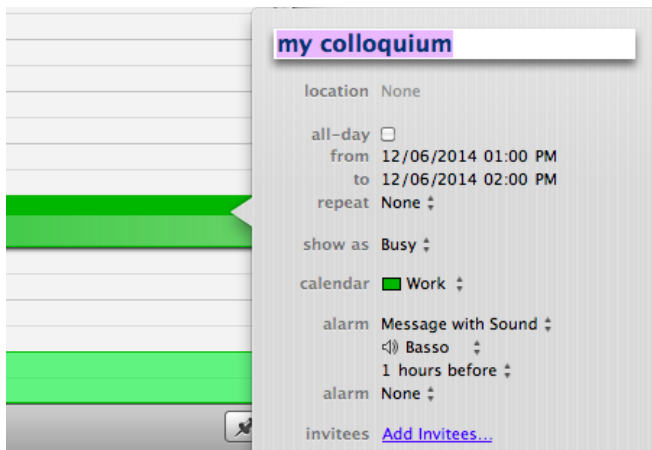 my colloquium
location None
all-day
from 12/06/2014 01:00 PM
to 12/06/2014 02:00 PM
repeat None
show as Busy
calendar Work
alarm Message with Sound
Basso
1 hours before
alarm None
invitees Add Invitees...